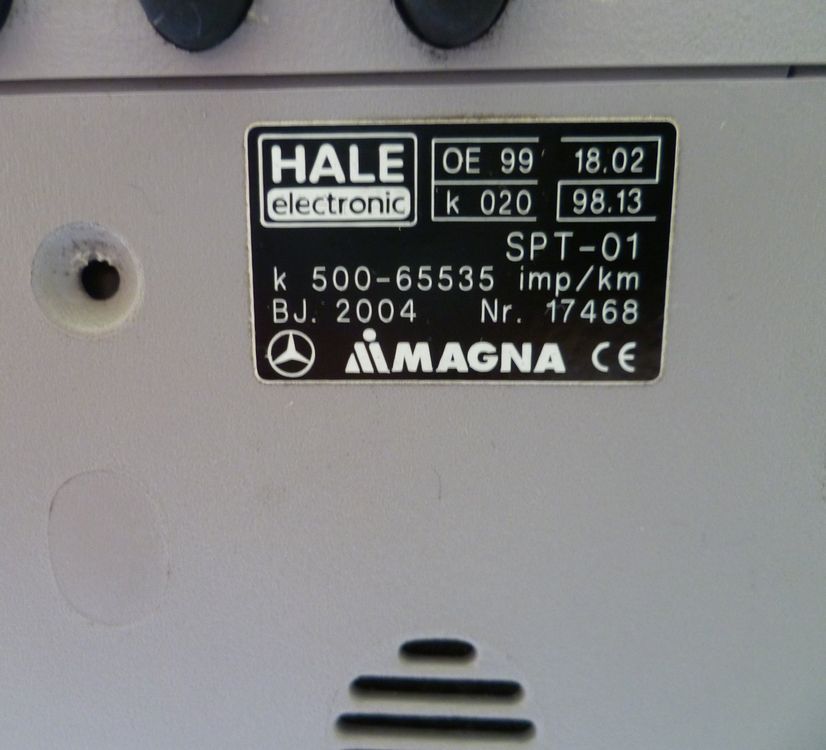 HALE
electronic
OE 99 18.02
k 020 98.13
SPT-01
k 500-65535 imp/km
BJ. 2004 Nr. 17468
MAGNA CE